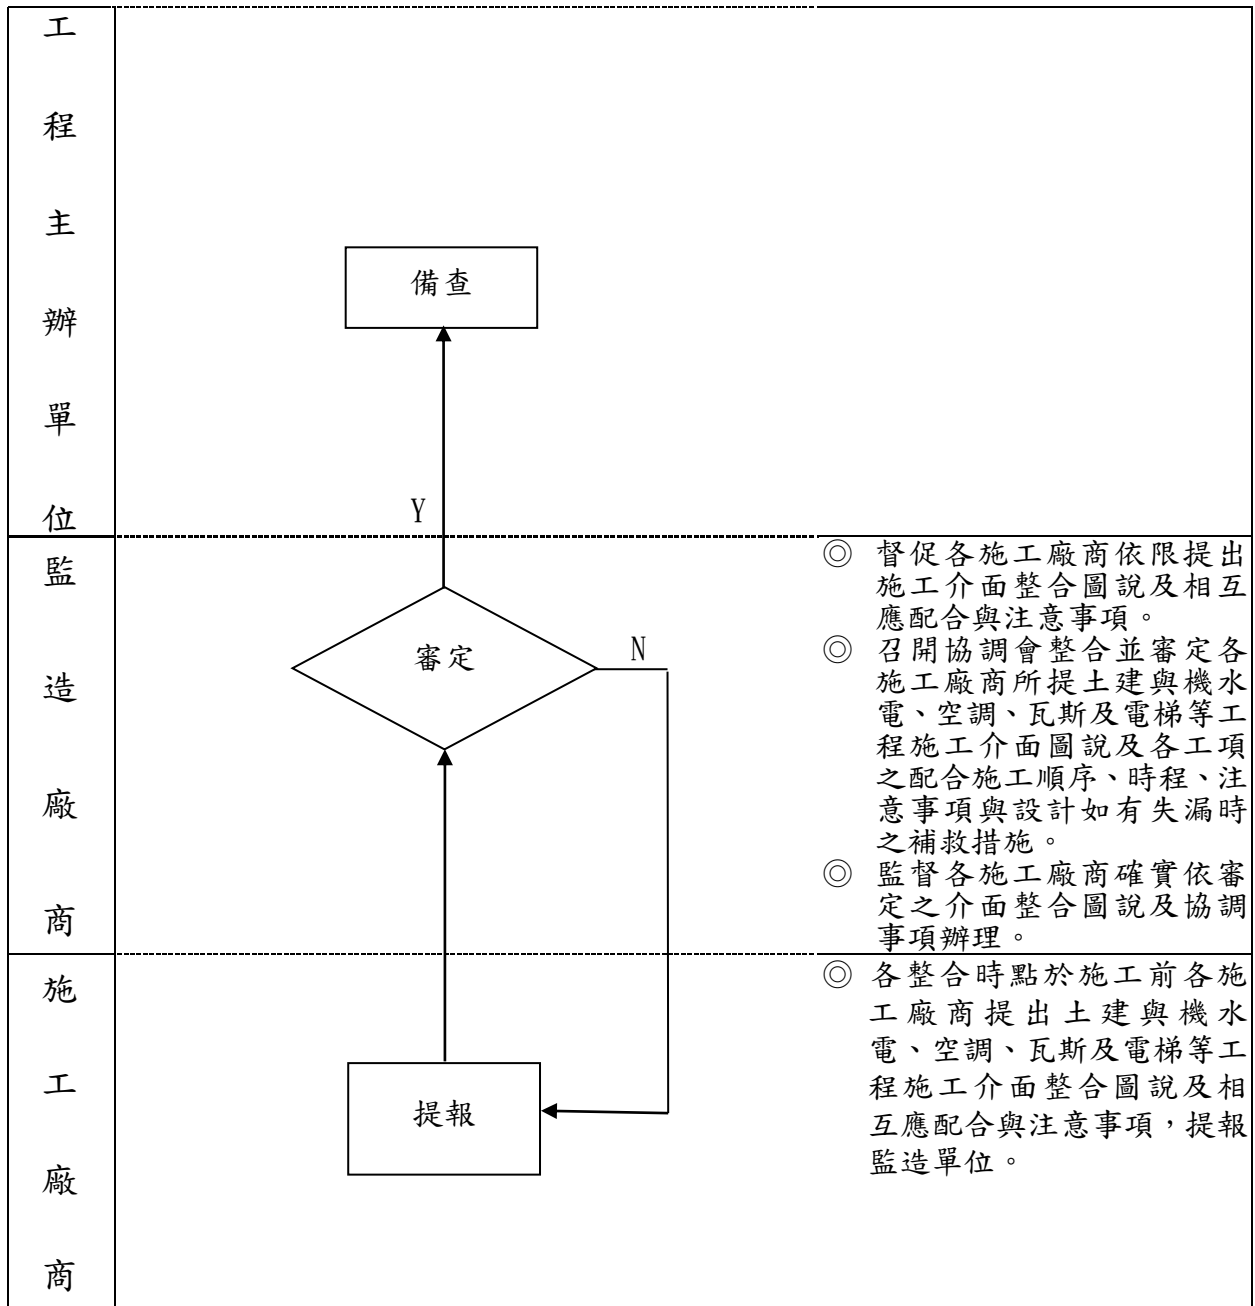 工程主辦單位
備查
Y
監造廠商
審定
N
◎ 督促各施工廠商依限提出
施工介面整合圖說及相互
應配合與注意事項。
◎ 召開協調會整合並審定各
施工廠商所提土建與機水
電、空調、瓦斯及電梯等工
程施工介面圖說及各工項
之配合施工順序、時程、注
意事項與設計如有失漏時
之補救措施。
◎ 監督各施工廠商確實依審
定之介面整合圖說及協調
事項辦理。
施工廠商
提報
◎ 各整合時點於施工前各施
工廠商提出土建與機水
電、空調、瓦斯及電梯等工
程施工介面整合圖說及相
互應配合與注意事項，提報
監造單位。